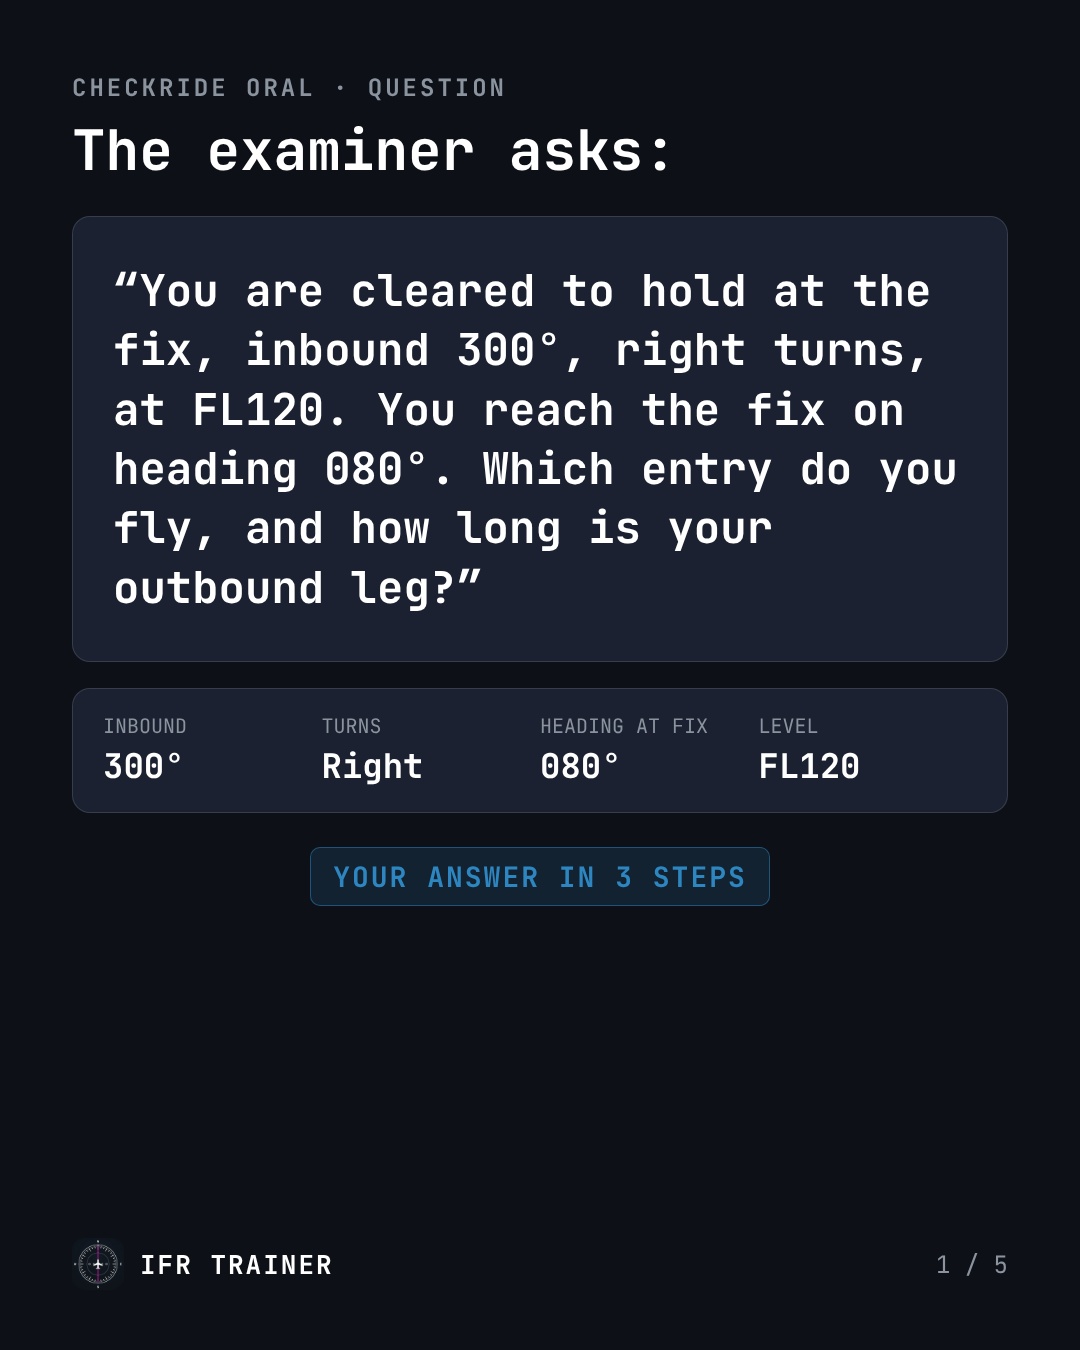 CHECKRIDE ORAL · QUESTION
The examiner asks:
“You are cleared to hold at the
fix, inbound 300°, right turns,
at FL120. You reach the fix on
heading 080°. Which entry do you
fly, and how long is your
outbound leg?”
INBOUND TURNS HEADING AT FIX LEVEL
300° Right 080° FL120
YOUR ANSWER IN 3 STEPS
IFR TRAINER 1 / 5